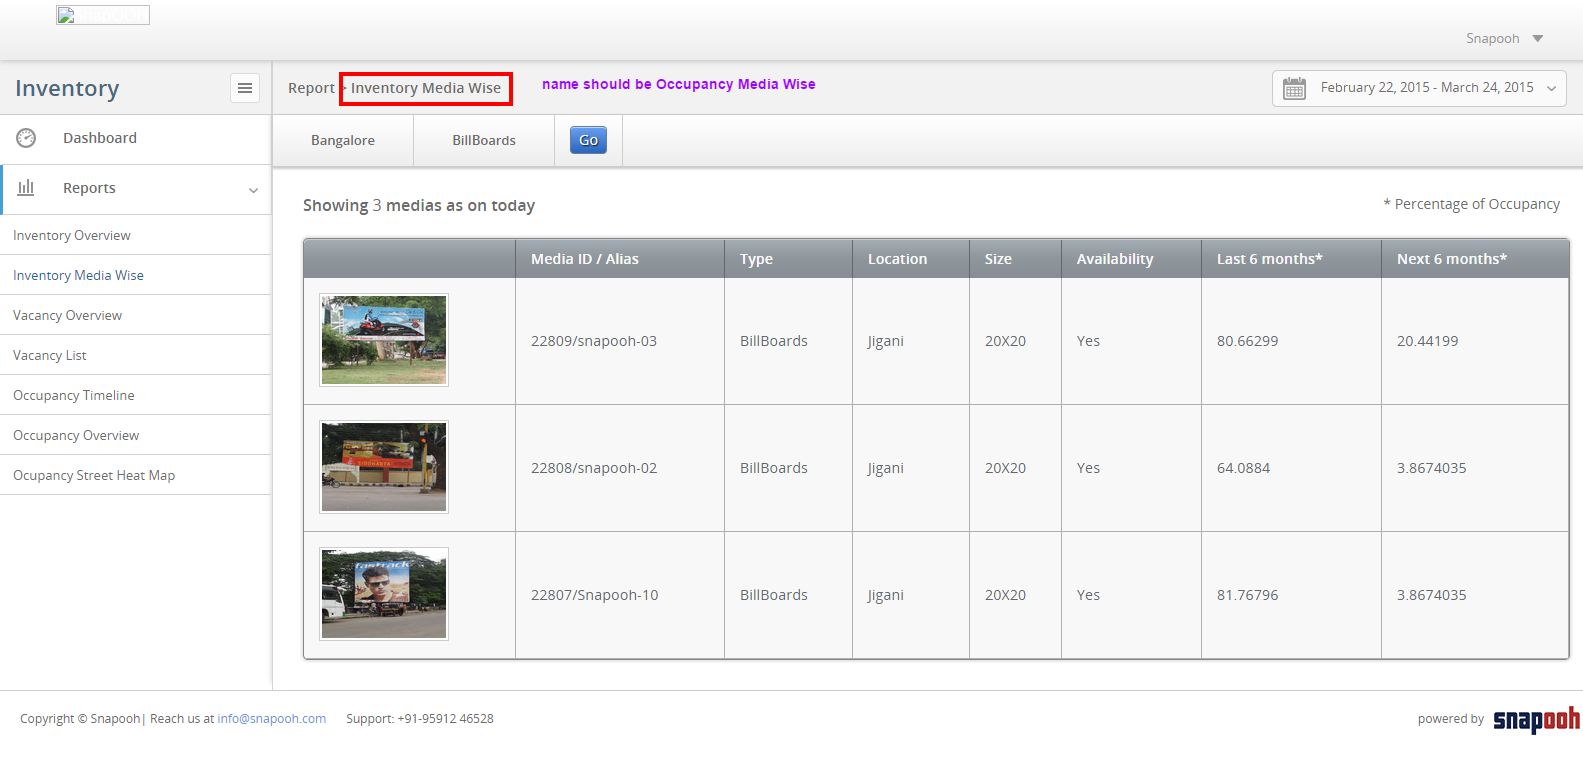 Snapooh
Inventory
Report > Inventory Media Wise
name should be Occupancy Media Wise
February 22, 2015 - March 24, 2015
Dashboard
Reports
Inventory Overview
Inventory Media Wise
Vacancy Overview
Vacancy List
Occupancy Timeline
Occupancy Overview
Ocupancy Street Heat Map
Bangalore
BillBoards
Go
Showing 3 medias as on today
* Percentage of Occupancy
Media ID / Alias Type Location Size Availability Last 6 months* Next 6 months*
22809/snapooh-03 BillBoards Jigani 20X20 Yes 80.66299 20.44199
22808/snapooh-02 BillBoards Jigani 20X20 Yes 64.0884 3.8674035
SIDDHARTA
fastrack
22807/Snapooh-10 BillBoards Jigani 20X20 Yes 81.76796 3.8674035
Copyright © Snapooh| Reach us at info@snapooh.com Support: +91-95912 46528
powered by snapooh